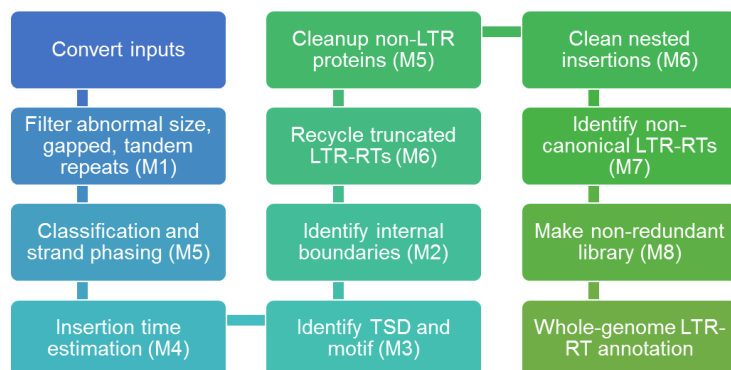 Convert inputs
Filter abnormal size,
gapped, tandem
repeats (M1)
Classification and
strand phasing (M5)
Insertion time
estimation (M4)
Identify TSD and
motif (M3)
Identify internal
boundaries (M2)
Recycle truncated
LTR-RTs (M6)
Cleanup non-LTR
proteins (M5)
Clean nested
insertions (M6)
Identify non-
canonical LTR-RTs
(M7)
Make non-redundant
library (M8)
Whole-genome LTR-
RT annotation